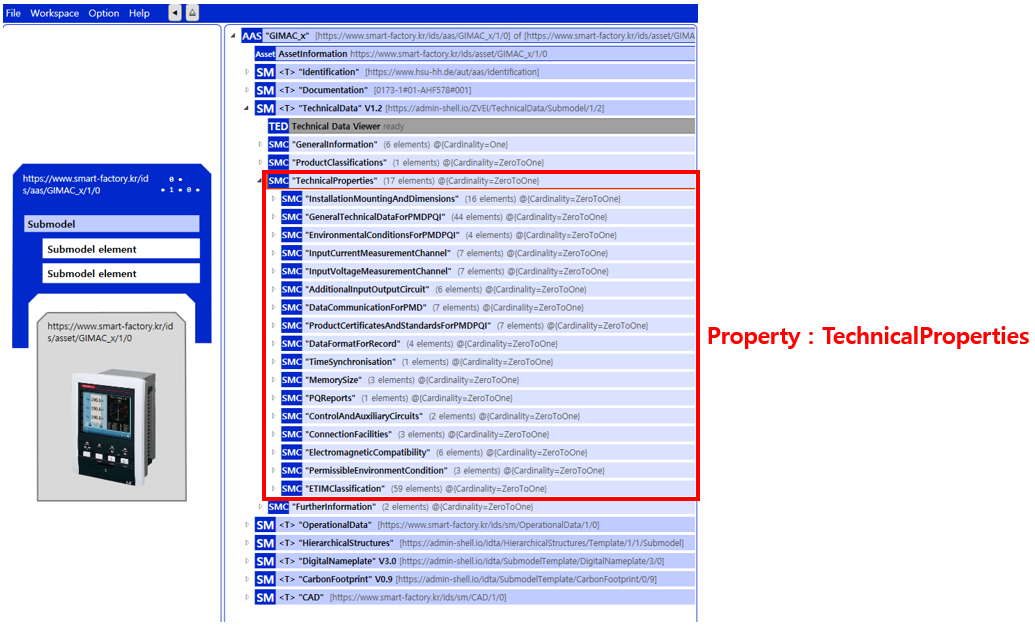 File Workspace Option Help
https://www.smart-factory.kr/id
s/aas/GIMAC_x/1/0
Submodel
Submodel element
Submodel element
https://www.smart-factory.kr/id
s/asset/GIMAC_x/1/0
AAS "GIMAC_x" [https://www.smart-factory.kr/ids/aas/GIMAC_x/1/0] of [https://www.smart-factory.kr/ids/asset/GIMA
Asset AssetInformation https://www.smart-factory.kr/ids/asset/GIMAC_x/1/0
SM <T> "Identification" [https://www.hsu-hh.de/aut/aas/identification]
SM <T> "Documentation" [0173-1#01-AHF578#001]
SM <T> "TechnicalData" V1.2 [https://admin-shell.io/ZVEI/TechnicalData/Submodel/1/2]
TED Technical Data Viewer ready
SMC "GeneralInformation" (6 elements) @{Cardinality=One}
SMC "ProductClassifications" (1 elements) @{Cardinality=ZeroToOne}
SMC "TechnicalProperties" (17 elements) @{Cardinality=ZeroToOne}
SMC "InstallationMountingAndDimensions" (16 elements) @{Cardinality=ZeroToOne}
SMC "GeneralTechnicalDataForPMDPQI" (44 elements) @{Cardinality=ZeroToOne}
SMC "EnvironmentalConditionsForPMDPQI" (4 elements) @{Cardinality=ZeroToOne}
SMC "InputCurrentMeasurementChannel" (7 elements) @{Cardinality=ZeroToOne}
SMC "InputVoltageMeasurementChannel" (7 elements) @{Cardinality=ZeroToOne}
SMC "AdditionalInputOutputCircuit" (6 elements) @{Cardinality=ZeroToOne}
SMC "DataCommunicationForPMD" (7 elements) @{Cardinality=ZeroToOne}
SMC "ProductCertificatesAndStandardsForPMDPQI" (7 elements) @{Cardinality=ZeroToOne}
SMC "DataFormatForRecord" (4 elements) @{Cardinality=ZeroToOne}
SMC "TimeSynchronisation" (1 elements) @{Cardinality=ZeroToOne}
SMC "MemorySize" (3 elements) @{Cardinality=ZeroToOne}
SMC "PQReports" (1 elements) @{Cardinality=ZeroToOne}
SMC "ControlAndAuxiliaryCircuits" (2 elements) @{Cardinality=ZeroToOne}
SMC "ConnectionFacilities" (3 elements) @{Cardinality=ZeroToOne}
SMC "ElectromagneticCompatibility" (6 elements) @{Cardinality=ZeroToOne}
SMC "PermissibleEnvironmentCondition" (3 elements) @{Cardinality=ZeroToOne}
SMC "ETIMClassification" (59 elements) @{Cardinality=ZeroToOne}
SMC "FurtherInformation" (2 elements) @{Cardinality=ZeroToOne}
SM <T> "OperationalData" [https://www.smart-factory.kr/ids/sm/OperationalData/1/0]
SM <T> "HierarchicalStructures" [https://admin-shell.io/idta/HierarchicalStructures/Template/1/1/Submodel]
SM <T> "DigitalNameplate" V3.0 [https://admin-shell.io/idta/SubmodelTemplate/DigitalNameplate/3/0]
SM <T> "CarbonFootprint" V0.9 [https://admin-shell.io/idta/SubmodelTemplate/CarbonFootprint/0/9]
SM <T> "CAD" [https://www.smart-factory.kr/ids/sm/CAD/1/0]
Property : TechnicalProperties